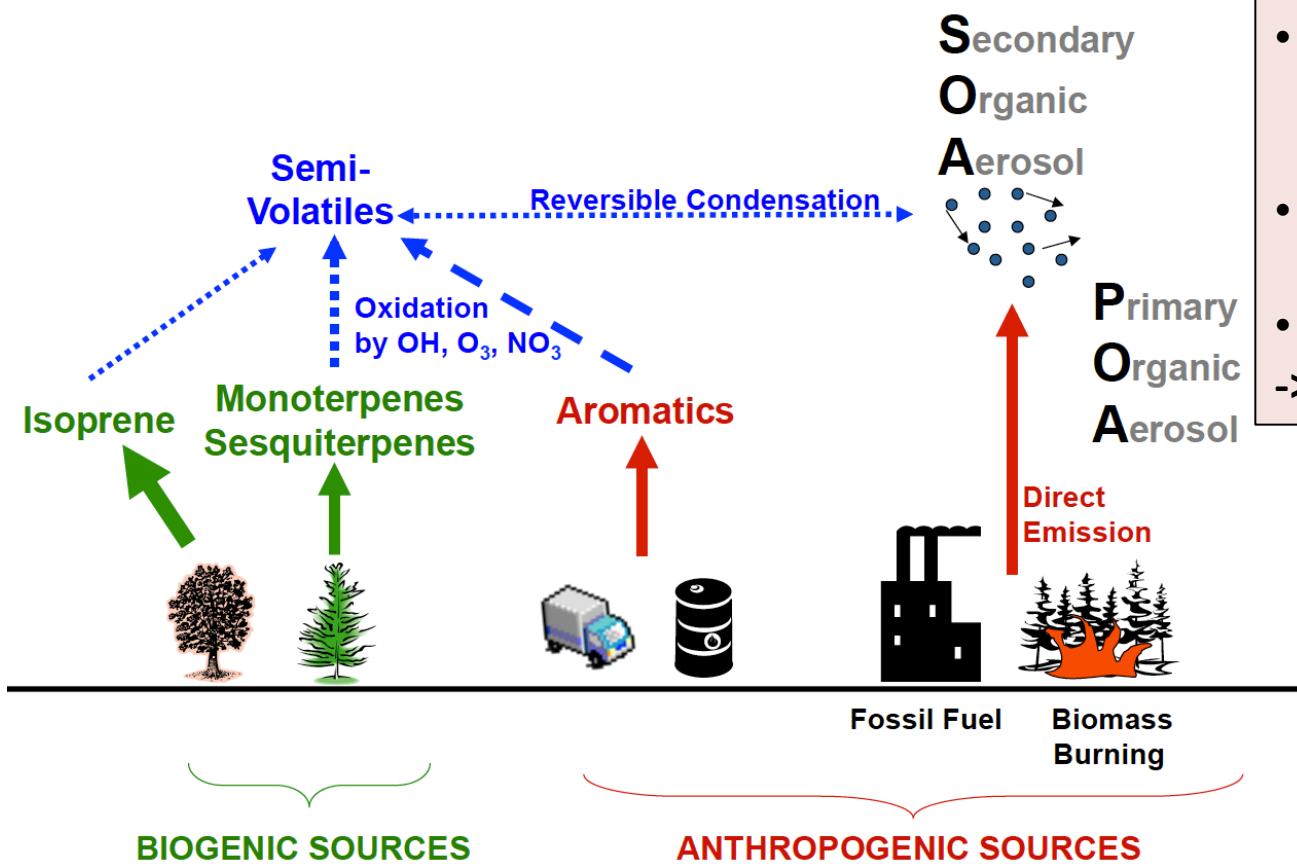 Secondary
Organic
Aerosol
Semi-
Volatiles
Reversible Condensation
Oxidation
by OH, O₃, NO₃
Primary
Organic
Aerosol
Isoprene
Monoterpenes
Sesquiterpenes
Aromatics
Direct
Emission
Fossil Fuel
Biomass
Burning
BIOGENIC SOURCES
ANTHROPOGENIC SOURCES
•
•
•
->